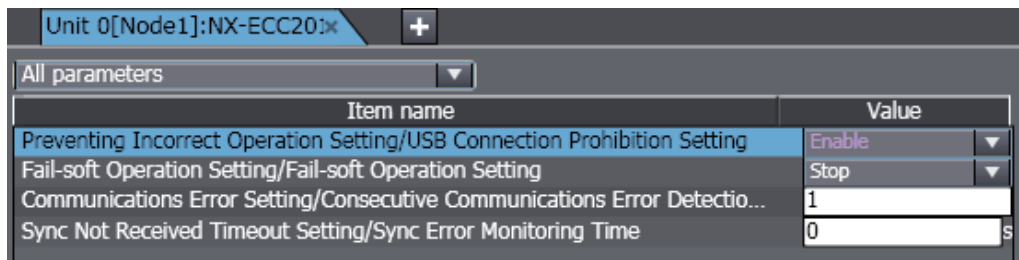 Unit 0[Node1]:NX-ECC201
+
All parameters
Item name Value
Preventing Incorrect Operation Setting/USB Connection Prohibition Setting Enable
Fail-soft Operation Setting/Fail-soft Operation Setting Stop
Communications Error Setting/Consecutive Communications Error Detectio... 1
Sync Not Received Timeout Setting/Sync Error Monitoring Time 0 s